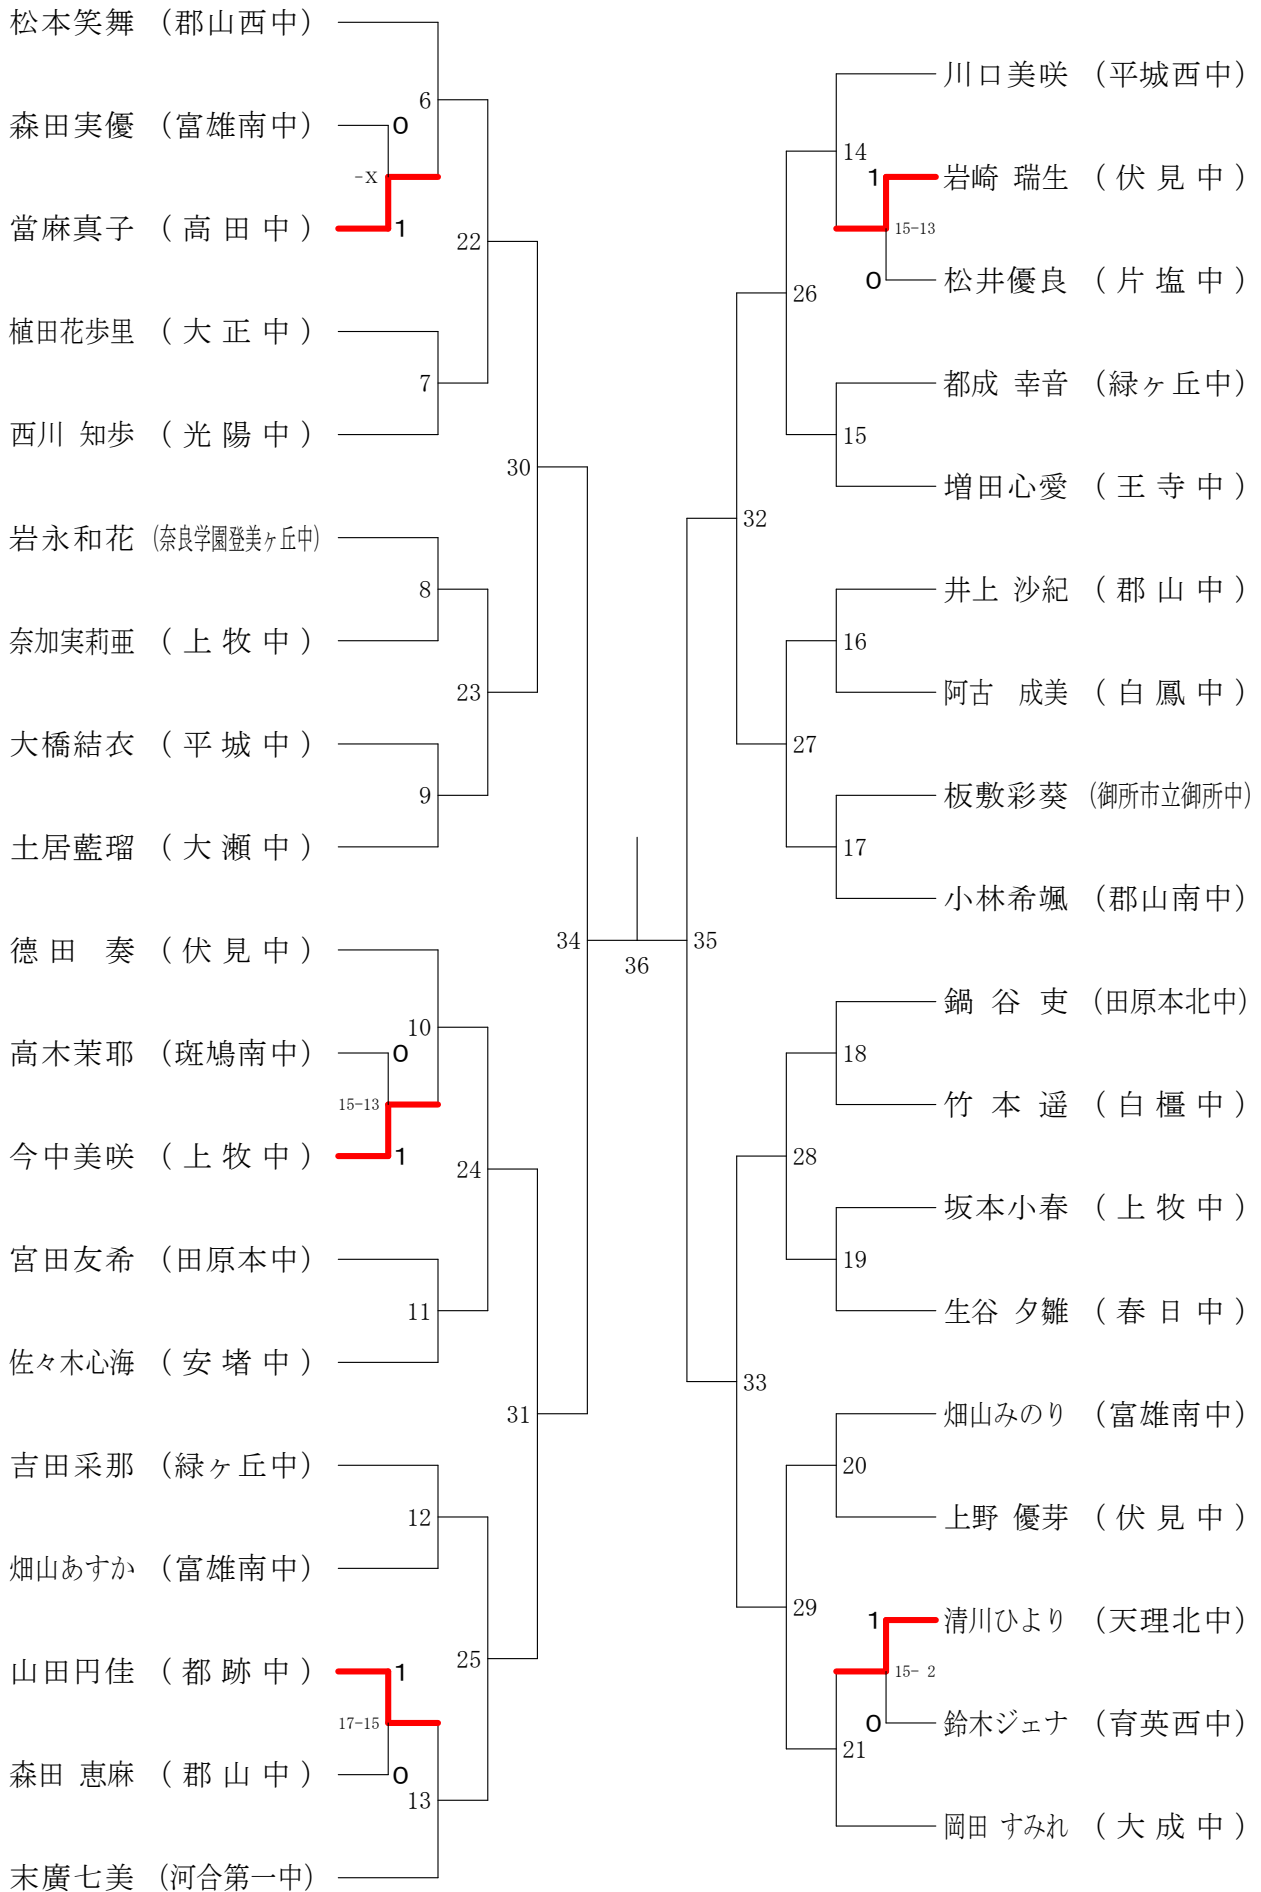 松本笑舞 (郡山西中)
6
森田実優 (富雄南中)
0
-X
當麻真子 (高田中)
1
22
植田花歩里 (大正中)
7
西川 知歩 (光陽中)
30
岩永和花 (奈良学園登美ヶ丘中)
8
奈加実莉亜 (上牧中)
23
大橋結衣 (平城中)
9
土居藍瑠 (大瀬中)
34
德田 奏 (伏見中)
10
高木茉耶 (斑鳩南中)
0
15-13
今中美咲 (上牧中)
1
24
宮田友希 (田原本中)
11
佐々木心海 (安堵中)
31
吉田采那 (緑ヶ丘中)
12
畑山あすか (富雄南中)
25
山田円佳 (都跡中)
1
17-15
森田 恵麻 (郡山中)
0
13
末廣七美 (河合第一中)
36
川口美咲 (平城西中)
14
1
岩崎 瑞生 (伏見中)
15-13
0
松井優良 (片塩中)
26
都成 幸音 (緑ヶ丘中)
15
増田心愛 (王寺中)
32
井上 沙紀 (郡山中)
16
阿古 成美 (白鳳中)
27
板敷彩葵 (御所市立御所中)
17
小林希颯 (郡山南中)
35
鍋谷吏 (田原本北中)
18
竹本遥 (白橿中)
28
坂本小春 (上牧中)
19
生谷 夕雛 (春日中)
33
畑山みのり (富雄南中)
20
上野 優芽 (伏見中)
29
1
清川ひより (天理北中)
15- 2
0
鈴木ジェナ (育英西中)
21
岡田 すみれ (大成中)